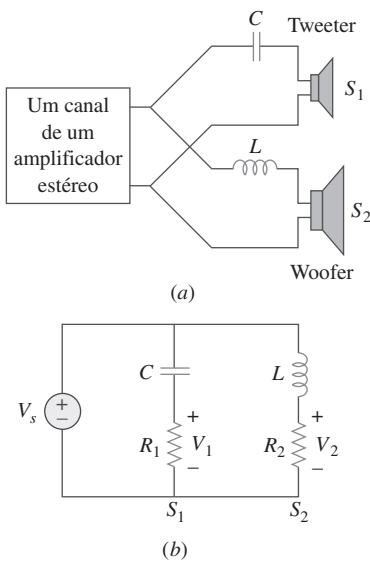 C
Tweeter
S1
Um canal
de um
amplificador
estéreo
L
S2
Woofer
(a)
C
L
Vs
+
−
+
R1
V1
−
+
R2
V2
−
S1
S2
(b)